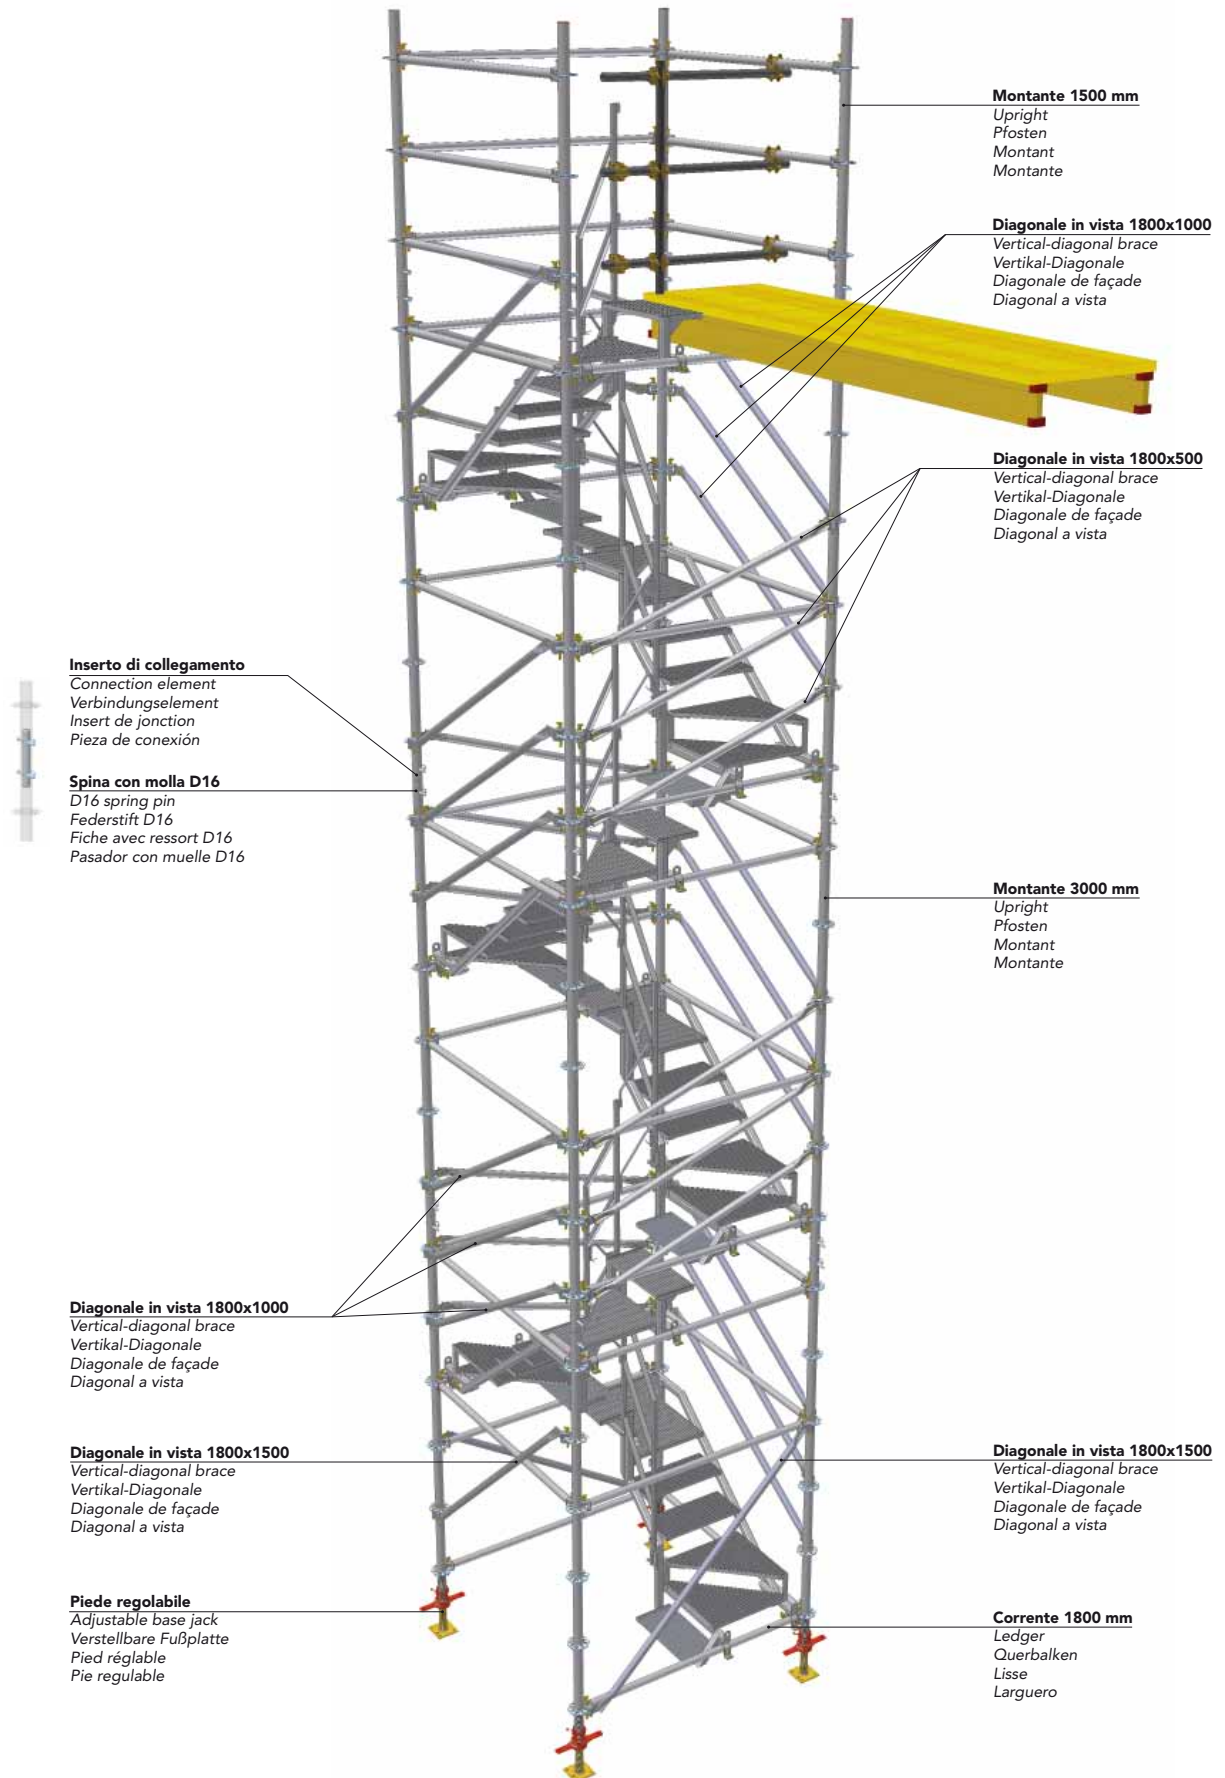 Montante 1500 mm
Upright
Pfosten
Montant
Montante
Diagonale in vista 1800x1000
Vertical-diagonal brace
Vertikal-Diagonale
Diagonale de façade
Diagonal a vista
Diagonale in vista 1800x500
Vertical-diagonal brace
Vertikal-Diagonale
Diagonale de façade
Diagonal a vista
Inserto di collegamento
Connection element
Verbindungselement
Insert de jonction
Pieza de conexión
Spina con molla D16
D16 spring pin
Federstift D16
Fiche avec ressort D16
Pasador con muelle D16
Montante 3000 mm
Upright
Pfosten
Montant
Montante
Diagonale in vista 1800x1000
Vertical-diagonal brace
Vertikal-Diagonale
Diagonale de façade
Diagonal a vista
Diagonale in vista 1800x1500
Vertical-diagonal brace
Vertikal-Diagonale
Diagonale de façade
Diagonal a vista
Diagonale in vista 1800x1500
Vertical-diagonal brace
Vertikal-Diagonale
Diagonale de façade
Diagonal a vista
Piede regolabile
Adjustable base jack
Verstellbare Fußplatte
Pied réglable
Pie regulable
Corrente 1800 mm
Ledger
Querbalken
Lisse
Larguero